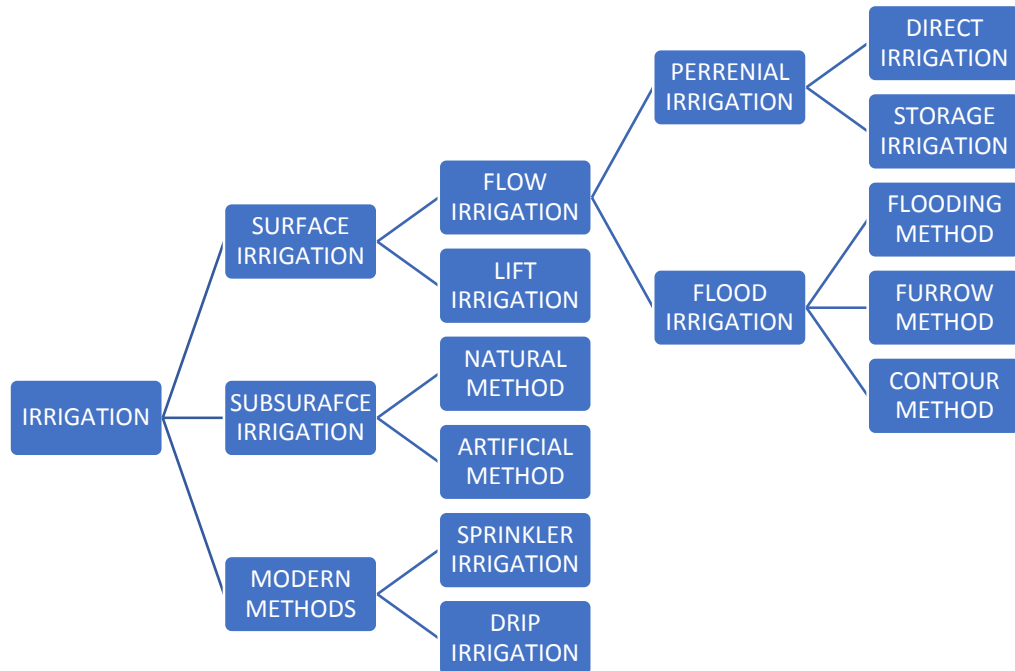 IRRIGATION
SURFACE
IRRIGATION
FLOW
IRRIGATION
PERRENIAL
IRRIGATION
DIRECT
IRRIGATION
STORAGE
IRRIGATION
FLOOD
IRRIGATION
FLOODING
METHOD
FURROW
METHOD
CONTOUR
METHOD
LIFT
IRRIGATION
SUBSURAFCE
IRRIGATION
NATURAL
METHOD
ARTIFICIAL
METHOD
MODERN
METHODS
SPRINKLER
IRRIGATION
DRIP
IRRIGATION